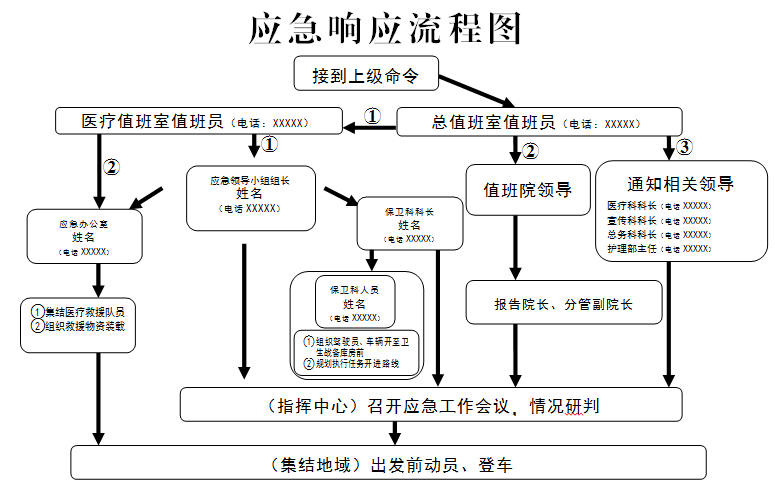 应急响应流程图
接到上级命令
医疗值班室值班员（电话：XXXXX）
①
总值班室值班员（电话：XXXXX）
②
①
②
③
应急领导小组组长
姓名
（电话 XXXXX）
值班院领导
通知相关领导
医疗科科长（电话 XXXXX）
宣传科科长（电话 XXXXX）
总务科科长（电话 XXXXX）
护理部主任（电话 XXXXX）
应急办公室
姓名
（电话 XXXXX）
保卫科科长
姓名
（电话 XXXXX）
①集结医疗救援队员
②组织救援物资装载
保卫科人员
姓名
（电话 XXXXX）
①组织驾驶员、车辆开至卫
生战备库房前
②规划执行任务开进路线
报告院长、分管副院长
（指挥中心）召开应急工作会议，情况研判
（集结地域）出发前动员、登车